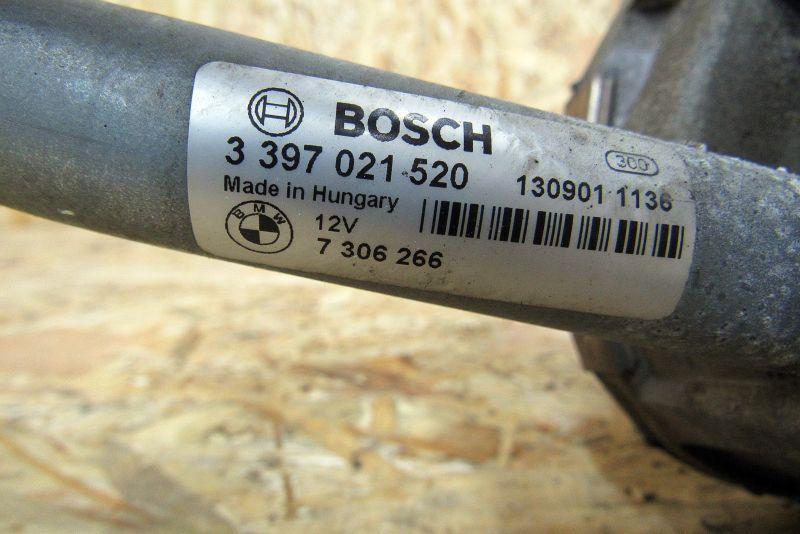 BOSCH
3 397 021 520
300
130901 1136
Made in Hungary
BMW
12V
7 306 266